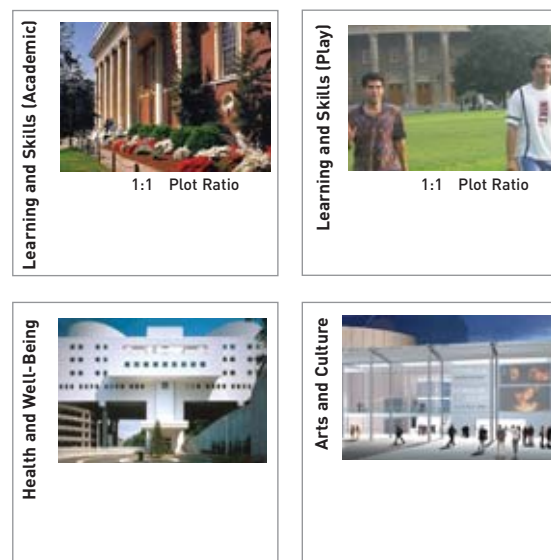 Learning and Skills (Academic)
1:1 Plot Ratio
Learning and Skills (Play)
1:1 Plot Ratio
Health and Well-Being
Arts and Culture